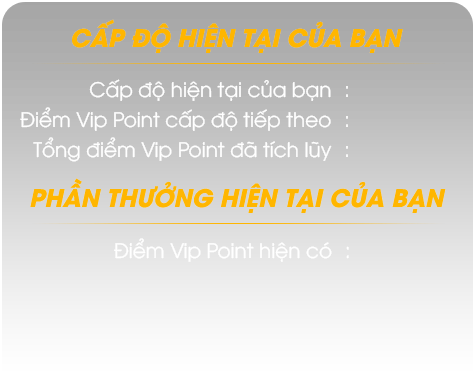 CẤP ĐỘ HIỆN TẠI CỦA BẠN
Cấp độ hiện tại của bạn :
Điểm Vip Point cấp độ tiếp theo :
Tổng điểm Vip Point đã tích lũy :
PHẦN THƯỞNG HIỆN TẠI CỦA BẠN
Điểm Vip Point hiện có :